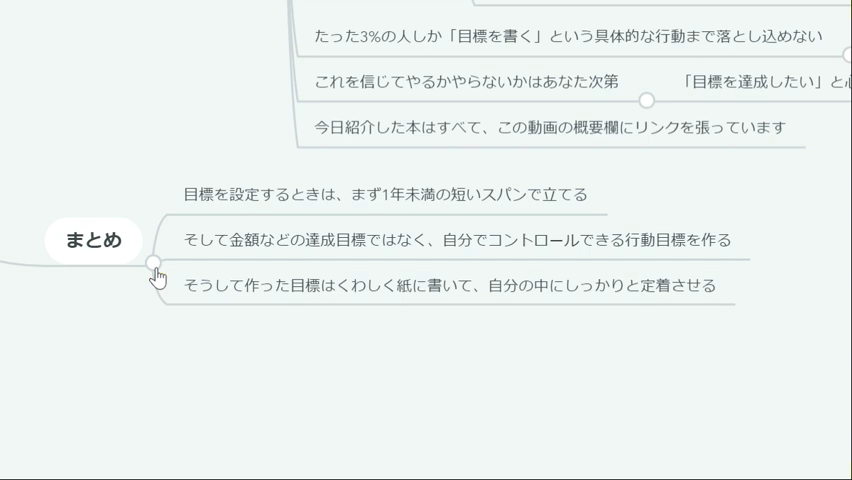 たった3%の人しか「目標を書く」という具体的な行動まで落とし込めない
これを信じてやるかやらないかはあなた次第
「目標を達成したい」と
今日紹介した本はすべて、この動画の概要欄にリンクを張っています
目標を設定するときは、まず1年未満の短いスパンで立てる
まとめ
そして金額などの達成目標ではなく、自分でコントロールできる行動目標を作る
そうして作った目標はくわしく紙に書いて、自分の中にしっかりと定着させる